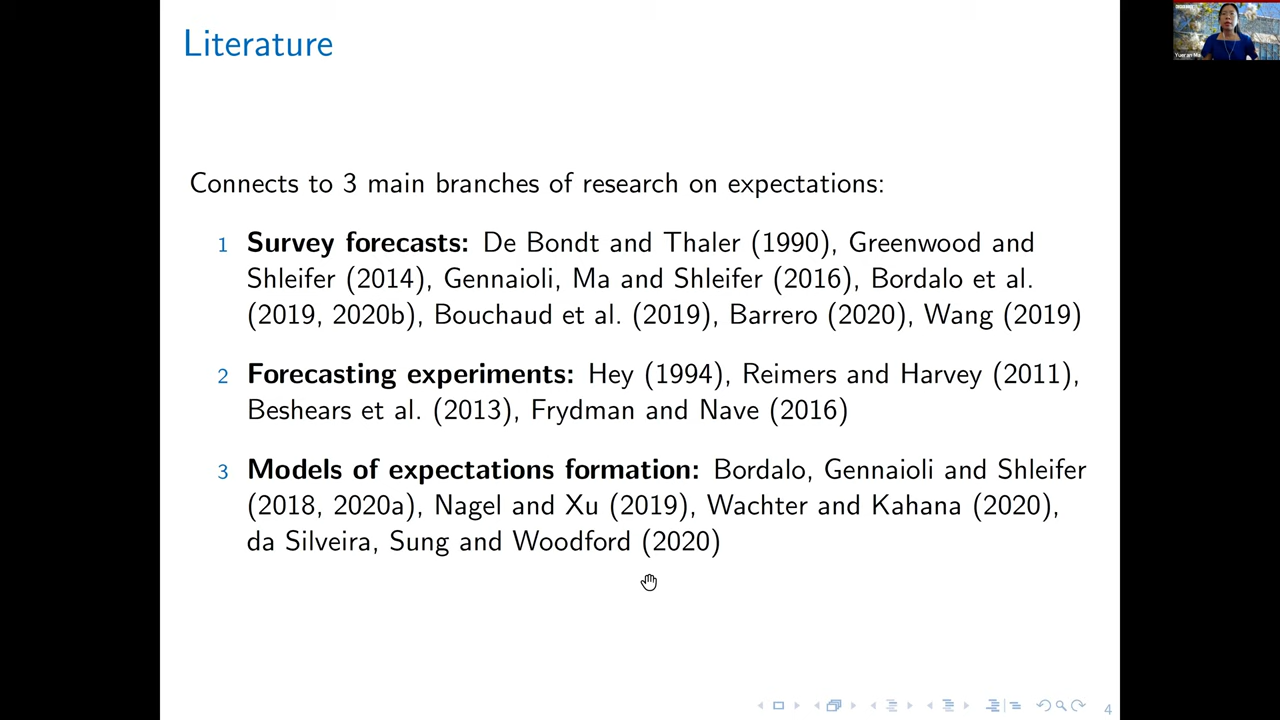 Literature
Connects to 3 main branches of research on expectations:
1 Survey forecasts: De Bondt and Thaler (1990), Greenwood and
Shleifer (2014), Gennaioli, Ma and Shleifer (2016), Bordalo et al.
(2019, 2020b), Bouchaud et al. (2019), Barrero (2020), Wang (2019)
2 Forecasting experiments: Hey (1994), Reimers and Harvey (2011),
Beshears et al. (2013), Frydman and Nave (2016)
3 Models of expectations formation: Bordalo, Gennaioli and Shleifer
(2018, 2020a), Nagel and Xu (2019), Wachter and Kahana (2020),
da Silveira, Sung and Woodford (2020)
4
Yueran Ma